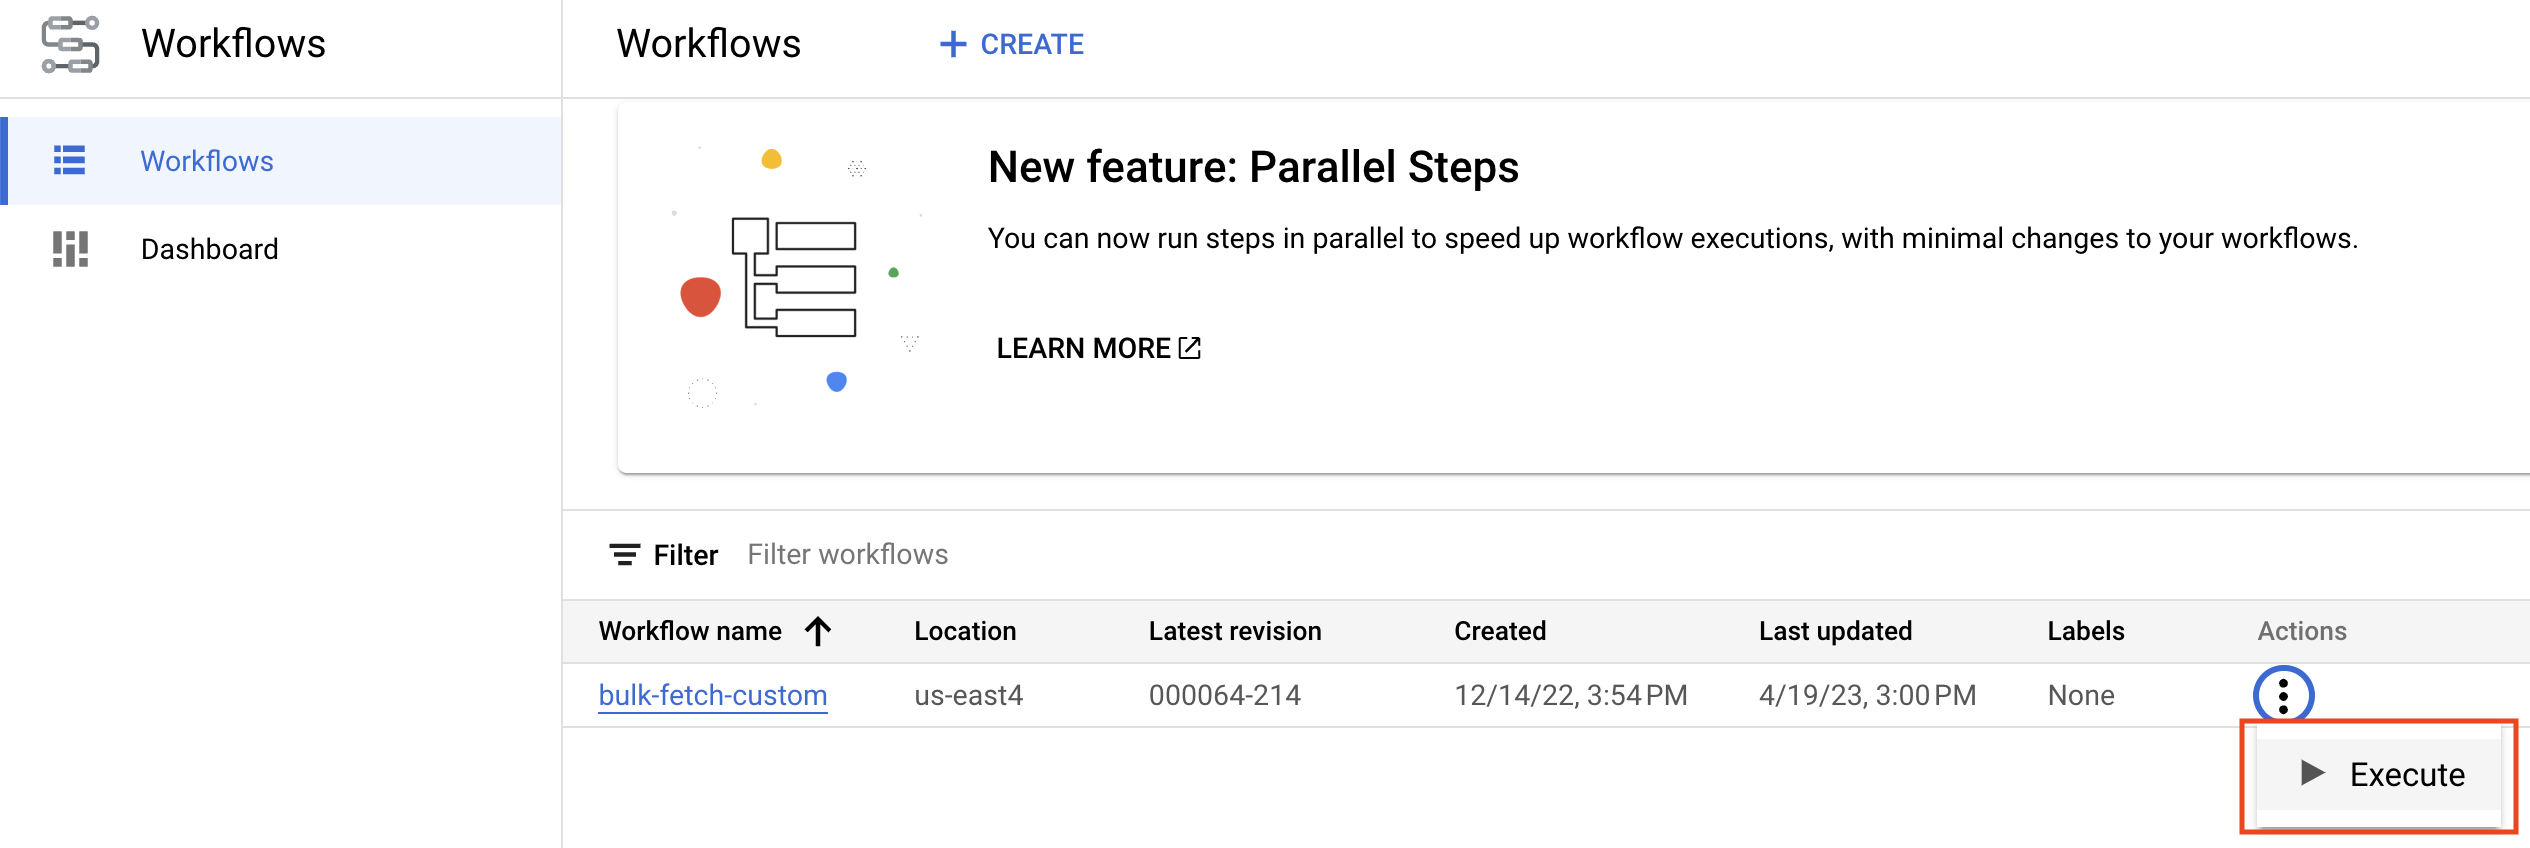 Workflows
Workflows
Dashboard
Workflows
CREATE
New feature: Parallel Steps
You can now run steps in parallel to speed up workflow executions, with minimal changes to your workflows.
LEARN MORE
Filter Filter workflows
Workflow name Location Latest revision Created Last updated Labels Actions
bulk-fetch-custom us-east4 000064-214 12/14/22, 3:54 PM 4/19/23, 3:00 PM None
Execute